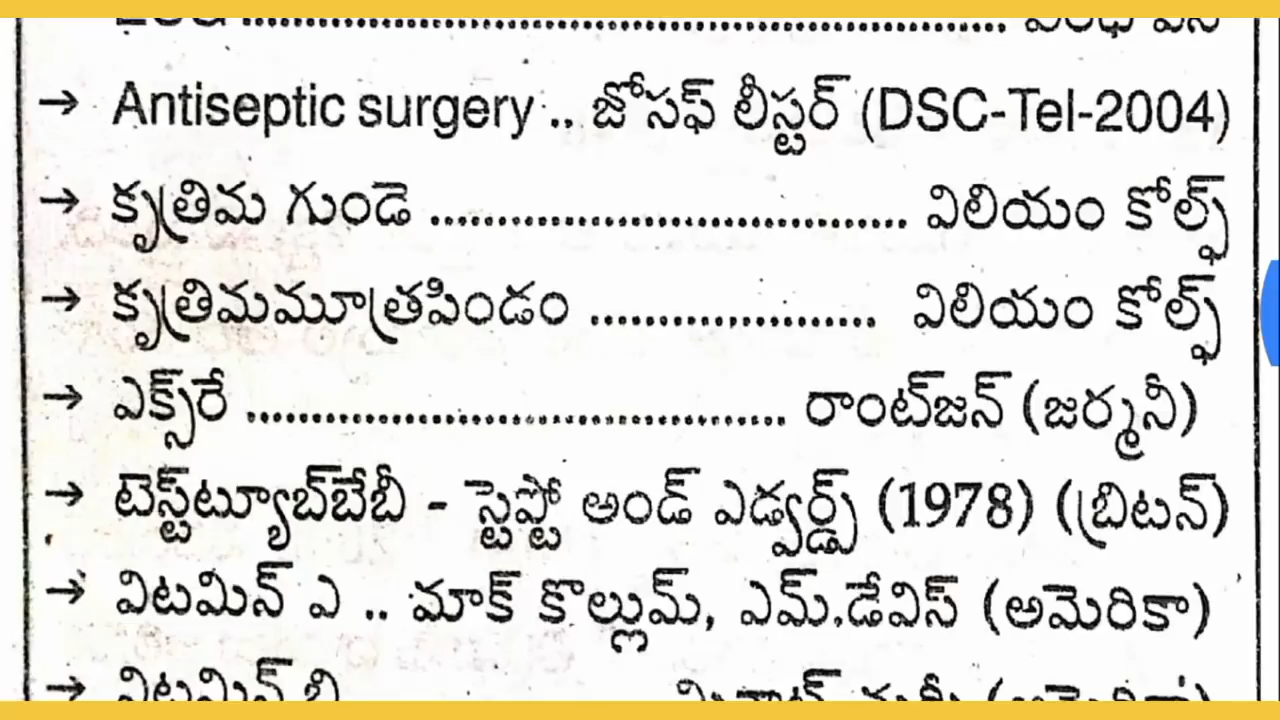 → Antiseptic surgery .. జోసఫ్ లీస్టర్ (DSC-Tel-2004)
→ కృత్రిమ గుండె .................................... విలియం కోల్ఫ్
→ కృత్రిమమూత్రపిండం ..................... విలియం కోల్ఫ్
→ ఎక్స్‌రే ........................................ రాంట్‌జన్ (జర్మనీ)
→ టెస్ట్‌ట్యూబ్‌బేబీ - స్టెప్టో అండ్ ఎడ్వర్డ్స్ (1978) (బ్రిటన్)
→ విటమిన్ ఎ .. మాక్ కొల్లుమ్, ఎమ్.డేవిస్ (అమెరికా)
→ విటమిన్ బి